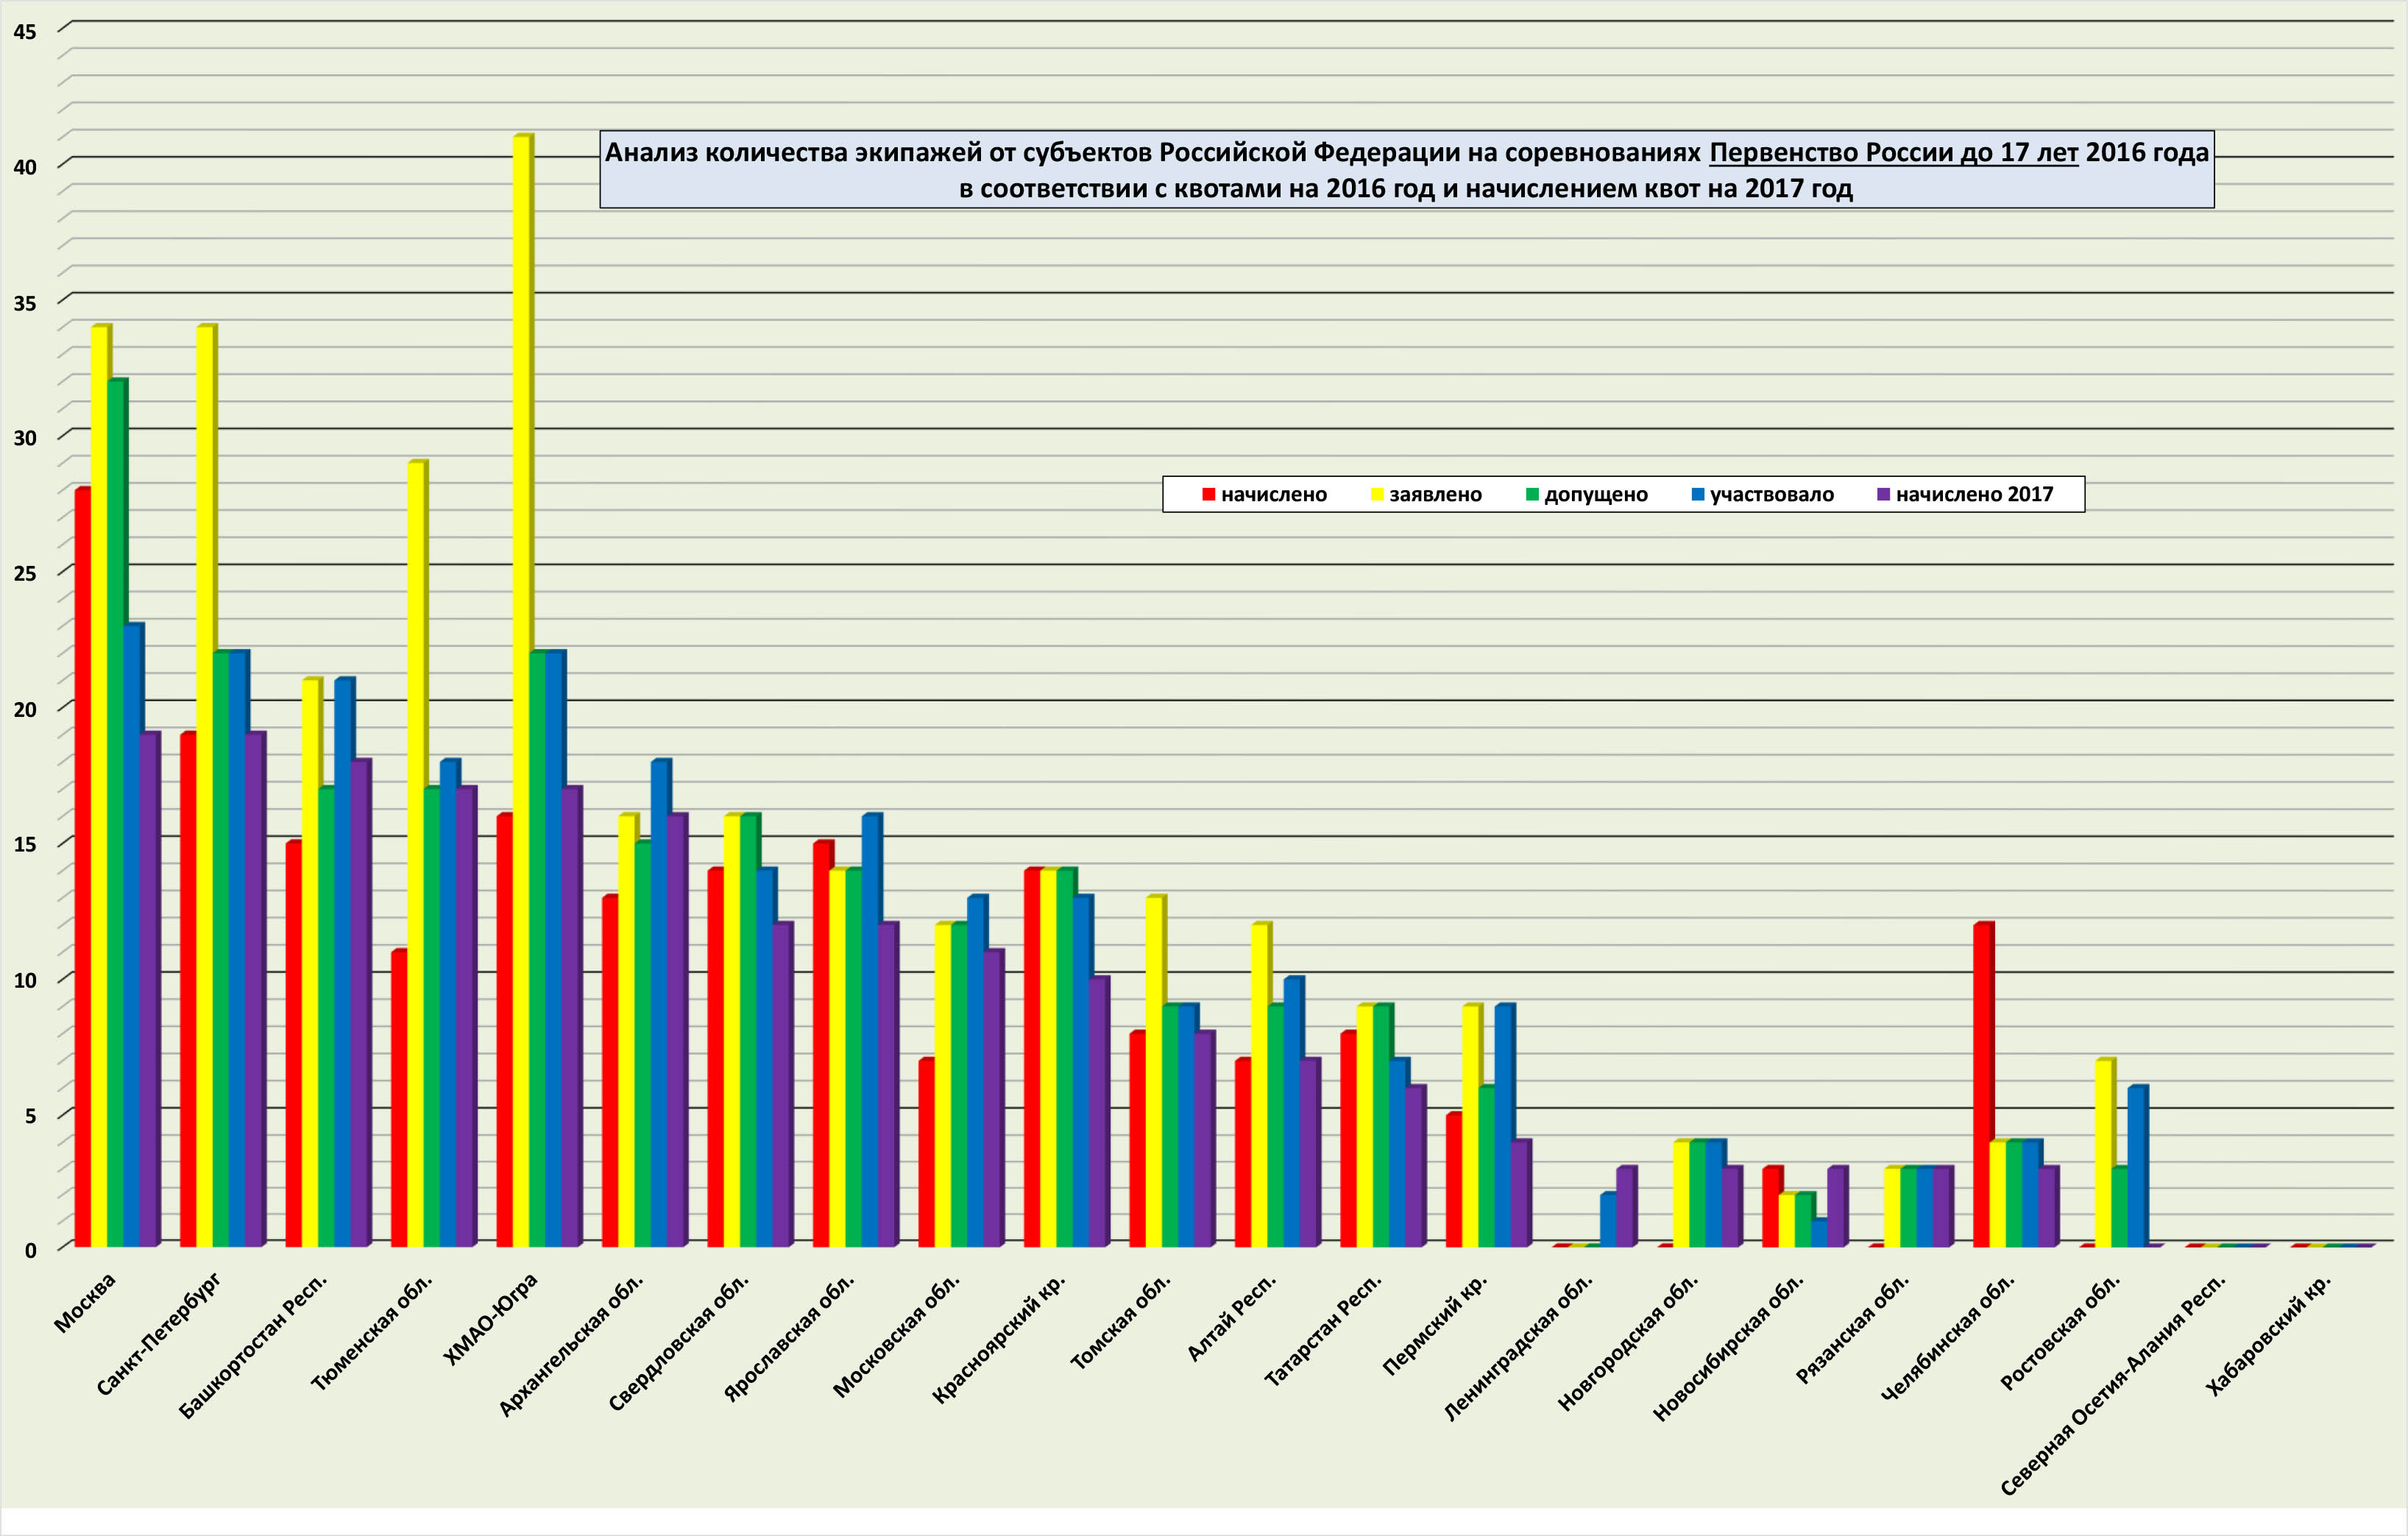 45
40
35
30
25
20
15
10
5
0
Анализ количества экипажей от субъектов Российской Федерации на соревнованиях Первенство России до 17 лет 2016 года
в соответствии с квотами на 2016 год и начислением квот на 2017 год
начислено заявлено допущено участвовало начислено 2017
Москва
Санкт-Петербург
Башкортостан Респ.
Тюменская обл.
ХМАО-Югра
Архангельская обл.
Свердловская обл.
Ярославская обл.
Московская обл.
Красноярский кр.
Томская обл.
Алтай Респ.
Татарстан Респ.
Пермский кр.
Ленинградская обл.
Новгородская обл.
Новосибирская обл.
Рязанская обл.
Челябинская обл.
Ростовская обл.
Северная Осетия-Алания Респ.
Хабаровский кр.